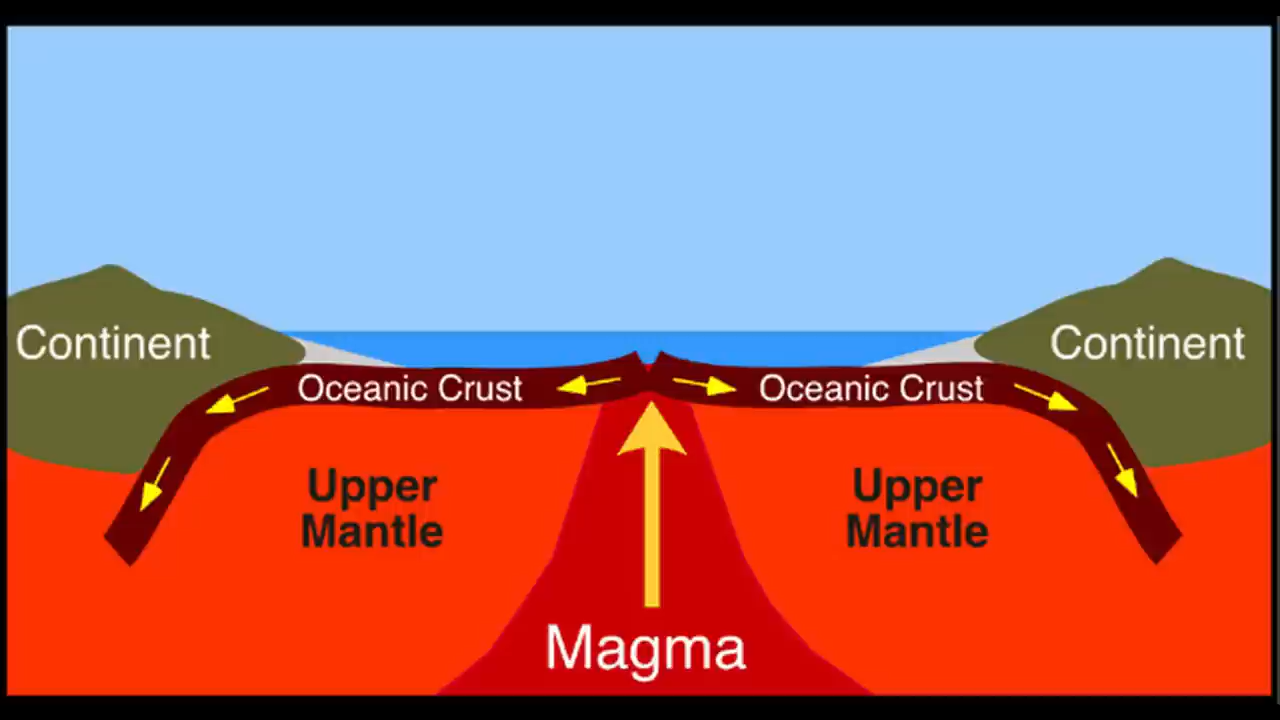 Continent
Continent
Oceanic Crust
Oceanic Crust
Upper
Mantle
Upper
Mantle
Magma